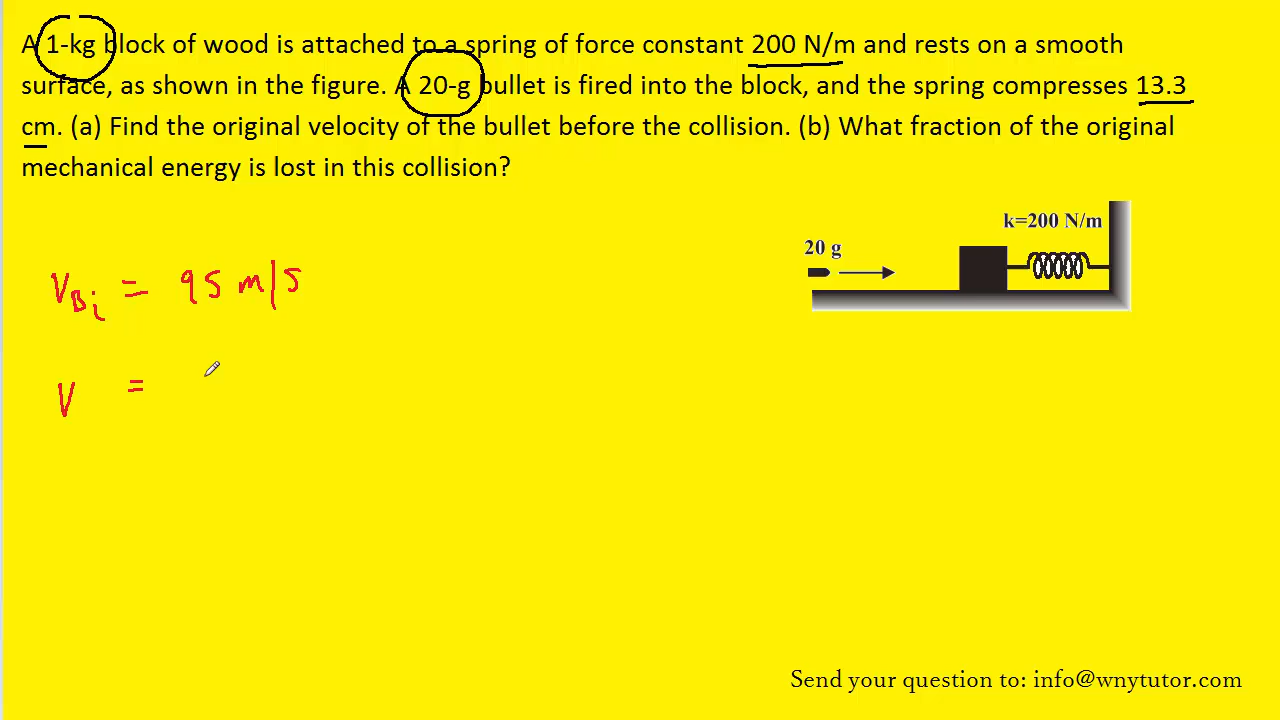 A 1-kg block of wood is attached to a spring of force constant 200 N/m and rests on a smooth
surface, as shown in the figure. A 20-g bullet is fired into the block, and the spring compresses 13.3
cm. (a) Find the original velocity of the bullet before the collision. (b) What fraction of the original
mechanical energy is lost in this collision?
k=200 N/m
20 g
VBi = 95 m/s
V =
Send your question to: info@wnytutor.com